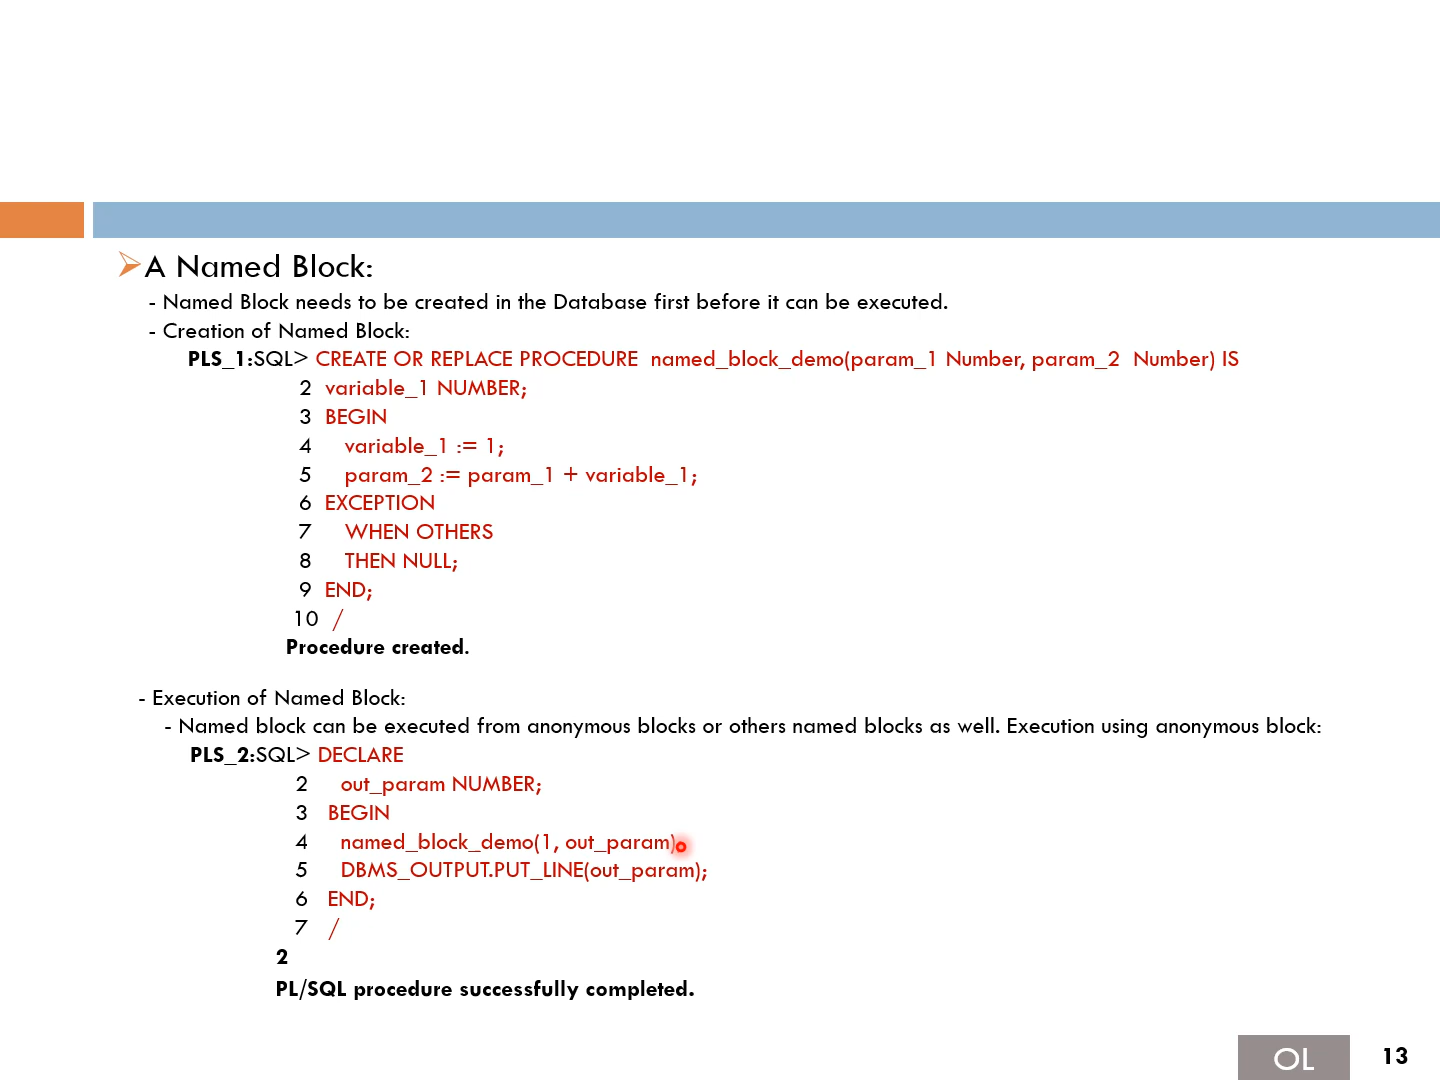 A Named Block:
- Named Block needs to be created in the Database first before it can be executed.
- Creation of Named Block:
PLS_1:SQL> CREATE OR REPLACE PROCEDURE named_block_demo(param_1 Number, param_2 Number) IS
2 variable_1 NUMBER;
3 BEGIN
4 variable_1 := 1;
5 param_2 := param_1 + variable_1;
6 EXCEPTION
7 WHEN OTHERS
8 THEN NULL;
9 END;
10 /
Procedure created.
- Execution of Named Block:
- Named block can be executed from anonymous blocks or others named blocks as well. Execution using anonymous block:
PLS_2:SQL> DECLARE
2 out_param NUMBER;
3 BEGIN
4 named_block_demo(1, out_param)
5 DBMS_OUTPUT.PUT_LINE(out_param);
6 END;
7 /
2
PL/SQL procedure successfully completed.
OL
13